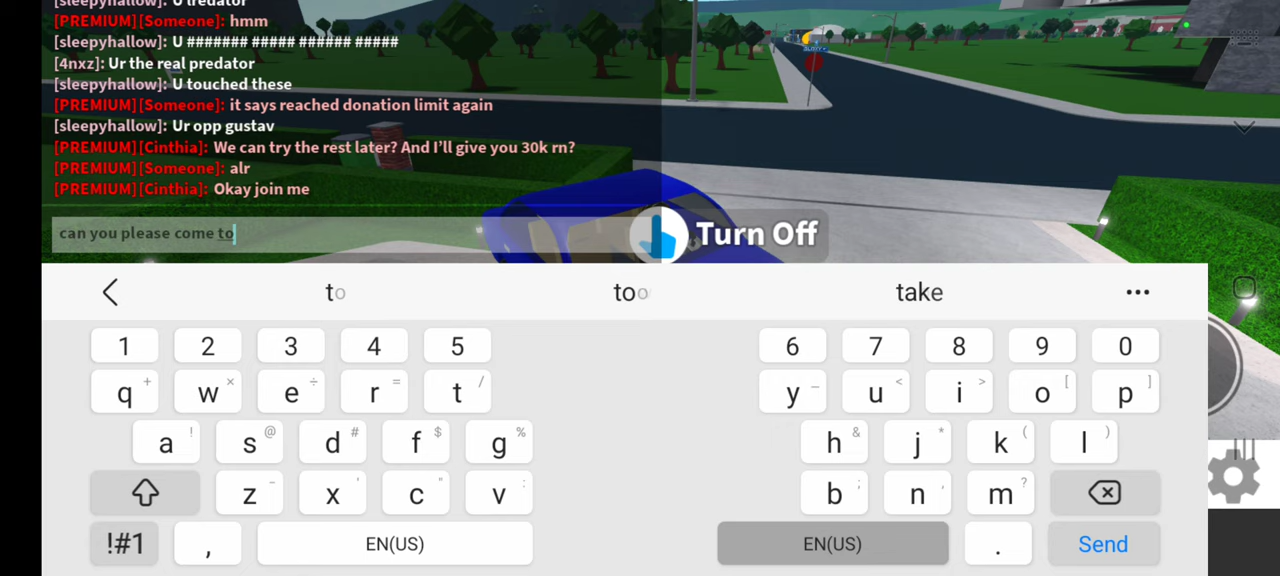 [sleepyhallow]: U lredator
[PREMIUM][Someone]: hmm
[sleepyhallow]: U ####### ##### ###### #####
[4nxz]: Ur the real predator
[sleepyhallow]: U touched these
[PREMIUM][Someone]: it says reached donation limit again
[sleepyhallow]: Ur opp gustav
[PREMIUM][Cinthia]: We can try the rest later? And I'll give you 30k rn?
[PREMIUM][Someone]: alr
[PREMIUM][Cinthia]: Okay join me
can you please come to
Turn Off
to too take •••
1 2 3 4 5 6 7 8 9 0
q + w × e ÷ r = t / y _ u < i > o [ p ]
a ! s @ d # f $ g % h & j * k ( l )
z - x ' c " v : b ; n , m ?
!#1 , EN(US) EN(US) . Send